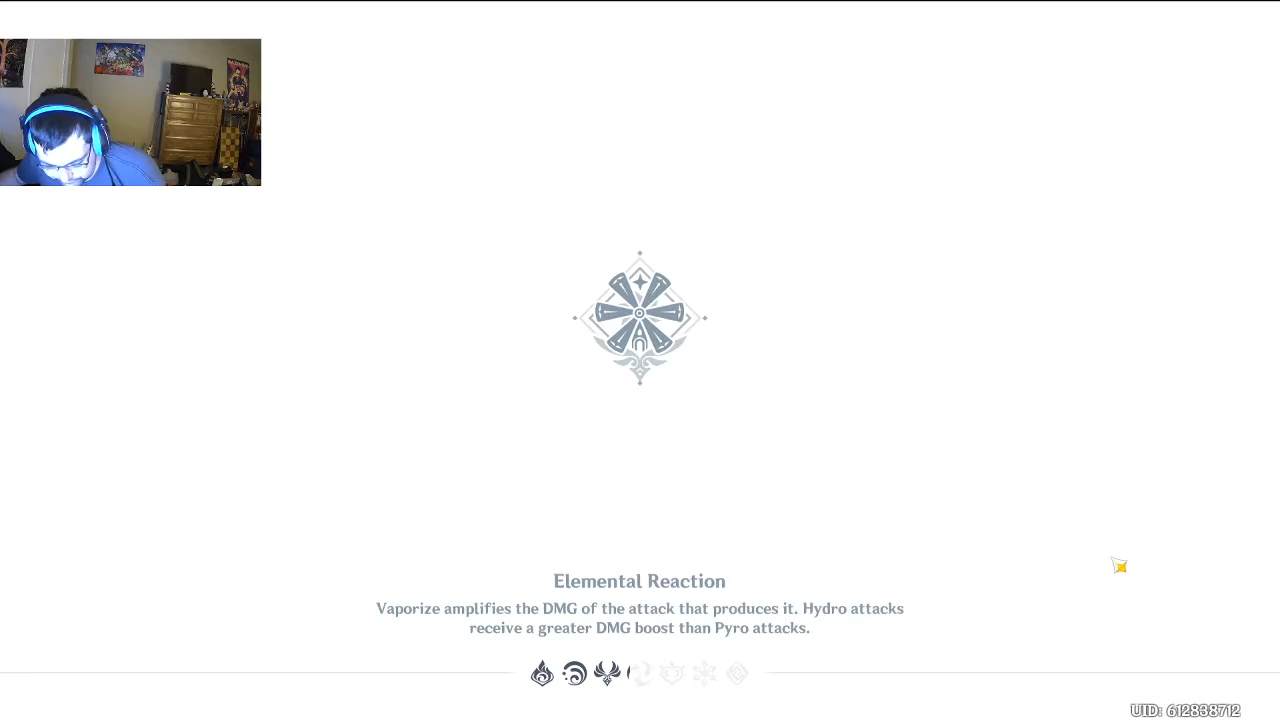 Elemental Reaction
Vaporize amplifies the DMG of the attack that produces it. Hydro attacks
receive a greater DMG boost than Pyro attacks.
UID: 612838712